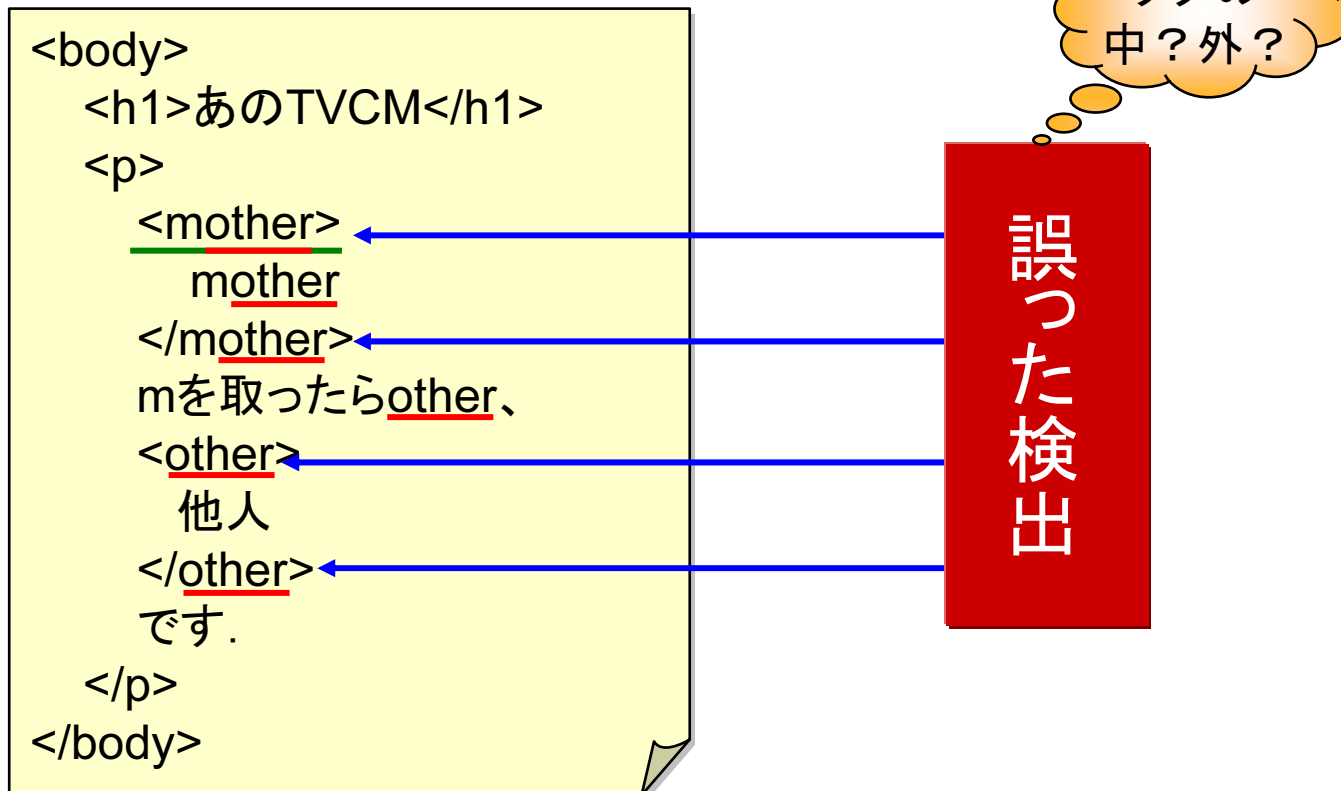 <body>
<h1>あのTVCM</h1>
<p>
<mother>
mother
</mother>
mを取ったらother、
<other>
他人
</other>
です.
</p>
</body>
中？外？
誤った検出